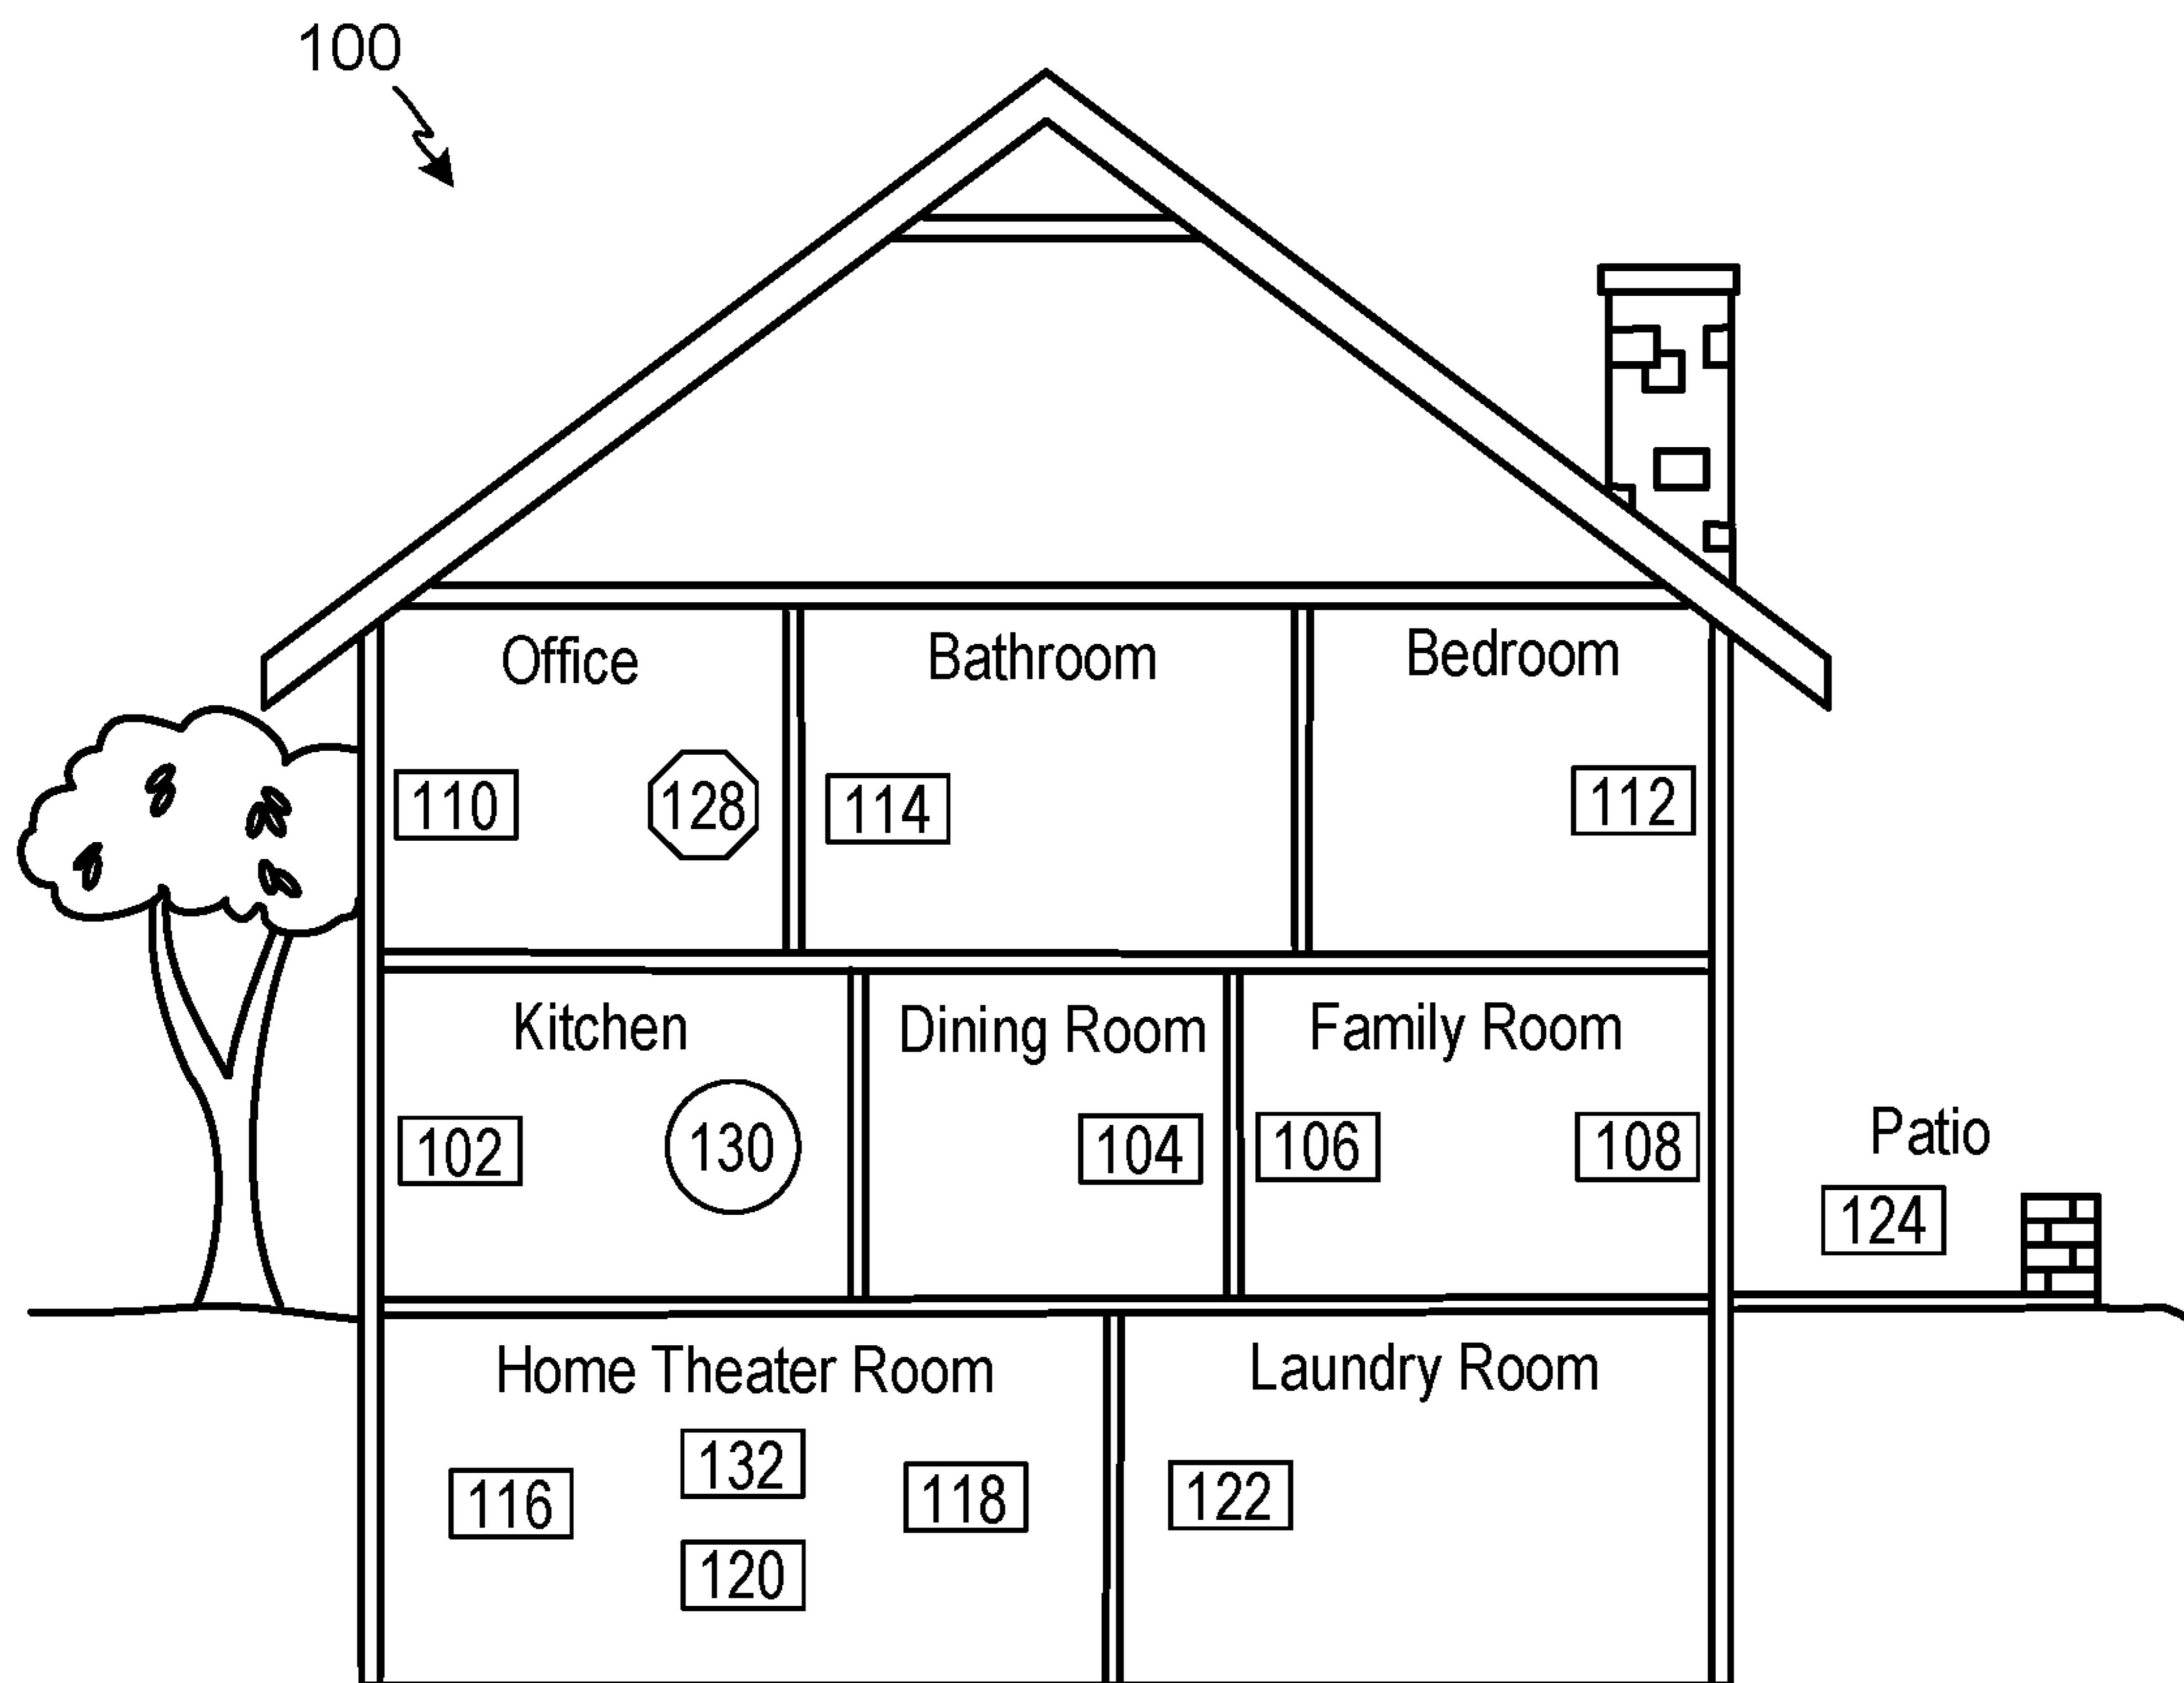 100
Office
Bathroom
Bedroom
110
128
114
112
Kitchen
Dining Room
Family Room
102
130
104
106
108
Patio
124
Home Theater Room
Laundry Room
116
132
118
120
122